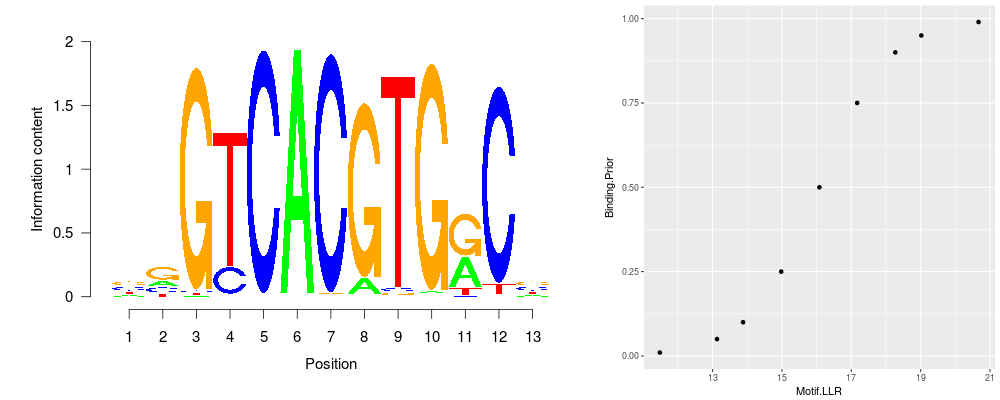 2
1.5
1
0.5
0
Information content
GTCACGTGGC
C A A
1 2 3 4 5 6 7 8 9 10 11 12 13
Position
1.00
0.75
0.50
0.25
0.00
Binding.Prior
13 15 17 19 21
Motif.LLR